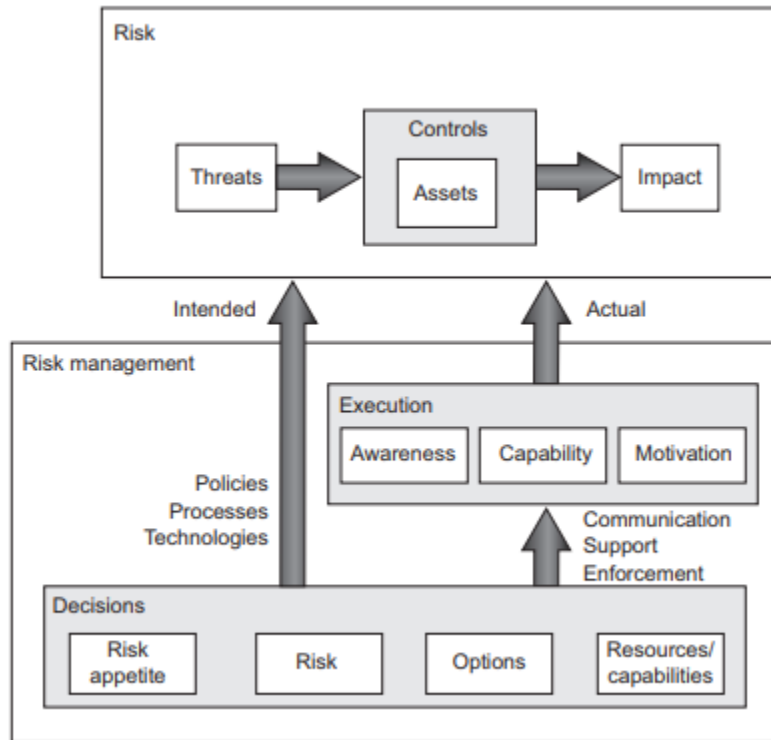 Risk
Controls
Threats
Assets
Impact
Intended
Actual
Risk management
Execution
Awareness
Capability
Motivation
Policies
Processes
Technologies
Communication
Support
Enforcement
Decisions
Risk
appetite
Risk
Options
Resources/
capabilities